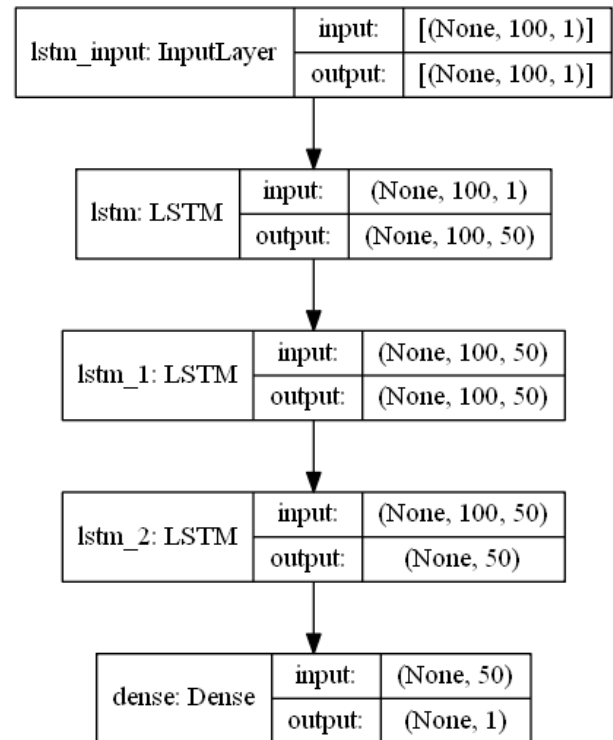 lstm_input: InputLayer
input:
[(None, 100, 1)]
output:
[(None, 100, 1)]
lstm: LSTM
input:
(None, 100, 1)
output:
(None, 100, 50)
lstm_1: LSTM
input:
(None, 100, 50)
output:
(None, 100, 50)
lstm_2: LSTM
input:
(None, 100, 50)
output:
(None, 50)
dense: Dense
input:
(None, 50)
output:
(None, 1)